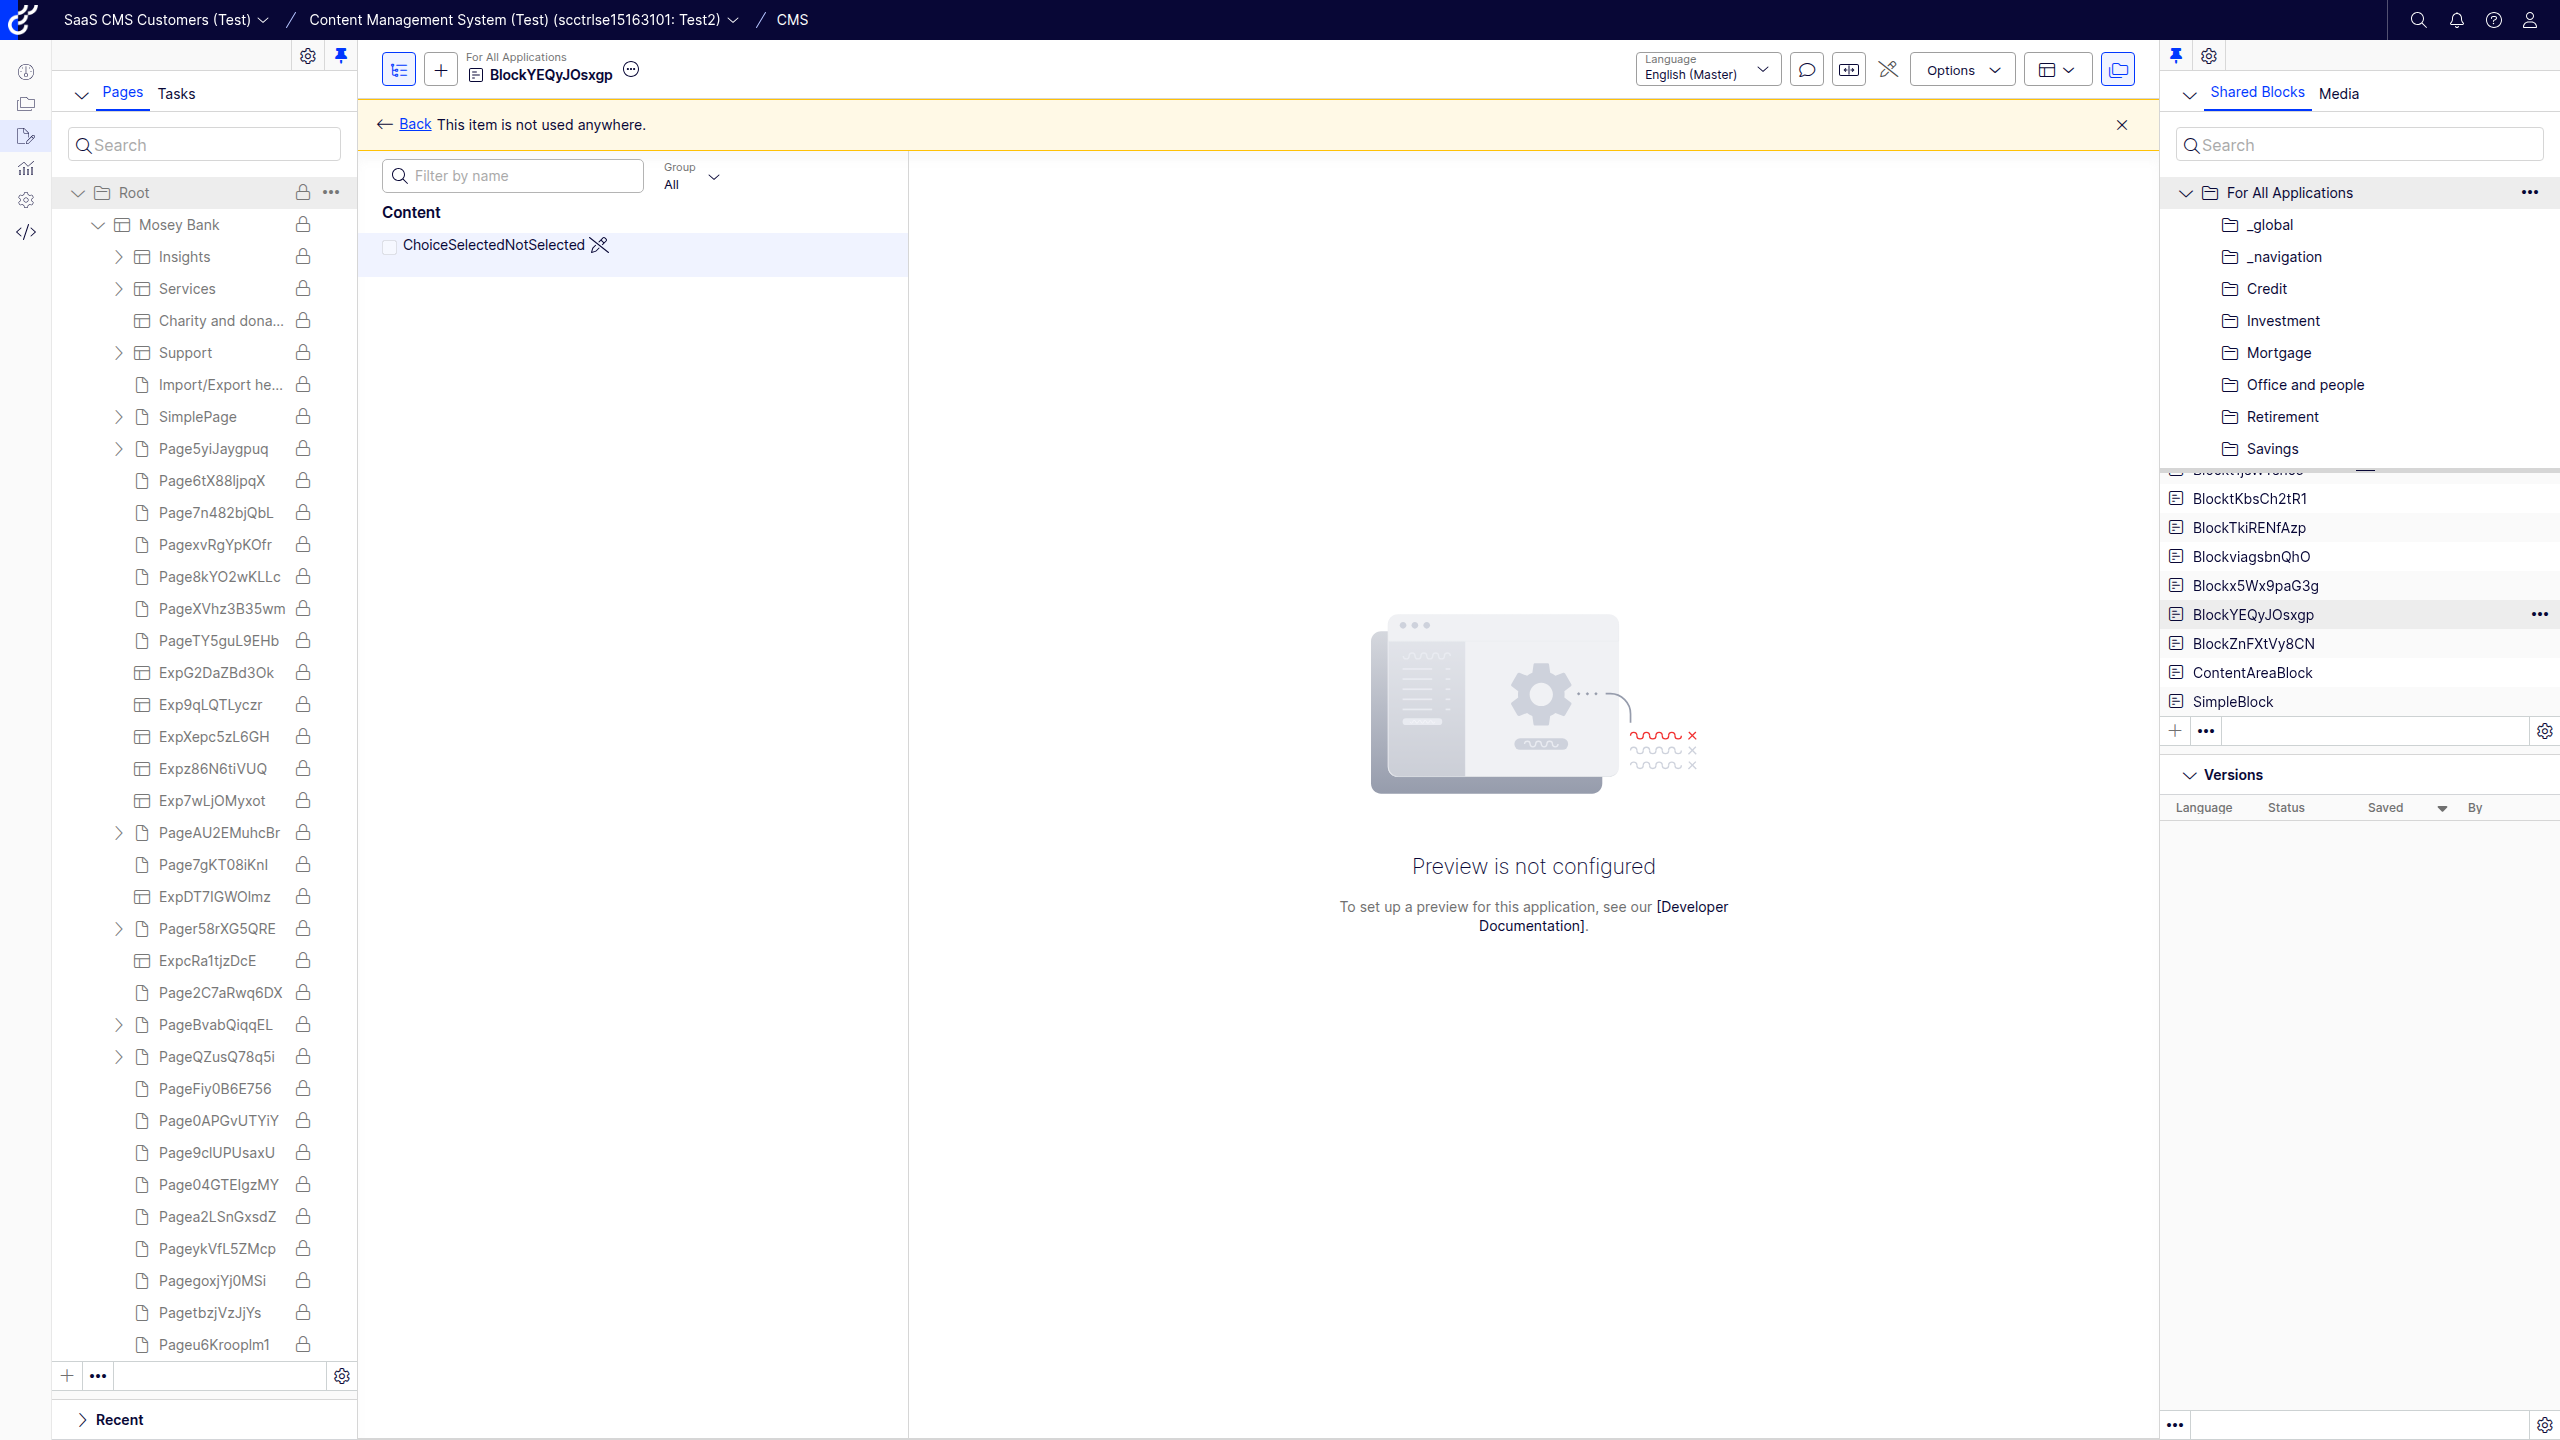 SaaS CMS Customers (Test) / Content Management System (Test) (scctrlse15163101: Test2) / CMS
Pages Tasks
Search
Root
Mosey Bank
Insights
Services
Charity and dona...
Support
Import/Export he...
SimplePage
Page5yiJaygpuq
Page6tX88ljpqX
Page7n482bjQbL
PagexvRgYpKOfr
Page8kYO2wKLLc
PageXVhz3B35wm
PageTY5guL9EHb
ExpG2DaZBd3Ok
Exp9qLQTLyczr
ExpXepc5zL6GH
Expz86N6tiVUQ
Exp7wLjOMyxot
PageAU2EMuhcBr
Page7gKT08iKnI
ExpDT7IGWOlmz
Pager58rXG5QRE
ExpcRa1tjzDcE
Page2C7aRwq6DX
PageBvabQiqqEL
PageQZusQ78q5i
PageFiy0B6E756
Page0APGvUTYiY
Page9clUPUsaxU
Page04GTEIgzMY
Pagea2LSnGxsdZ
PageykVfL5ZMcp
PagegoxjYj0MSi
PagetbzjVzJjYs
Pageu6Krooplm1
Recent
For All Applications
BlockYEQyJOsxgp
Language
English (Master)
Options
Back This item is not used anywhere.
Filter by name
Group
All
Content
ChoiceSelectedNotSelected
Preview is not configured
To set up a preview for this application, see our [Developer
Documentation].
Shared Blocks Media
Search
For All Applications
_global
_navigation
Credit
Investment
Mortgage
Office and people
Retirement
Savings
BlocktKbsCh2tR1
BlockTkiRENfAzp
BlockviagsbnQhO
Blockx5Wx9paG3g
BlockYEQyJOsxgp
BlockZnFXtVy8CN
ContentAreaBlock
SimpleBlock
Versions
Language Status Saved By